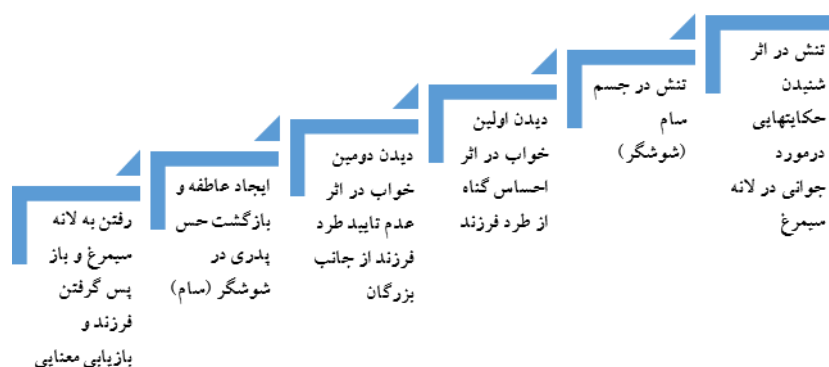 تنش در اثر
شنیدن
حکایتهایی
درمورد
جوانی در لانه
سیمرغ
تنش در جسم
سام
(شوشگر)
دیدن اولین
خواب در اثر
احساس گناه
از طرد فرزند
دیدن دومین
خواب در اثر
عدم تایید طرد
فرزند از جانب
بزرگان
ایجاد عاطفه و
بازگشت حس
پدری در
شوشگر (سام)
رفتن به لانه
سیمرغ و باز
پس گرفتن
فرزند و
بازیابی معنایی